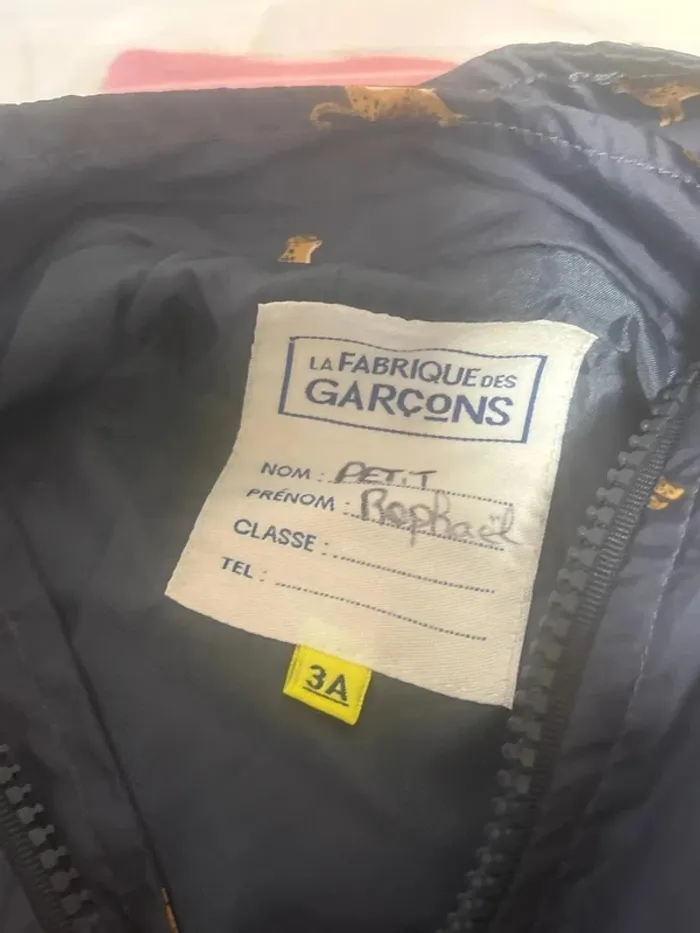 LA FABRIQUE DES
GARÇONS
NOM : PETIT
PRÉNOM : Raphaël
CLASSE :
TEL :
3A